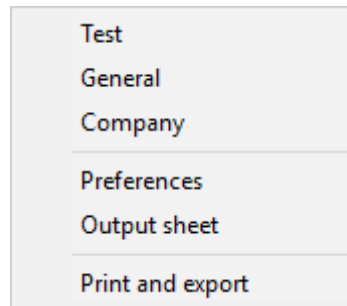 Test
General
Company
Preferences
Output sheet
Print and export